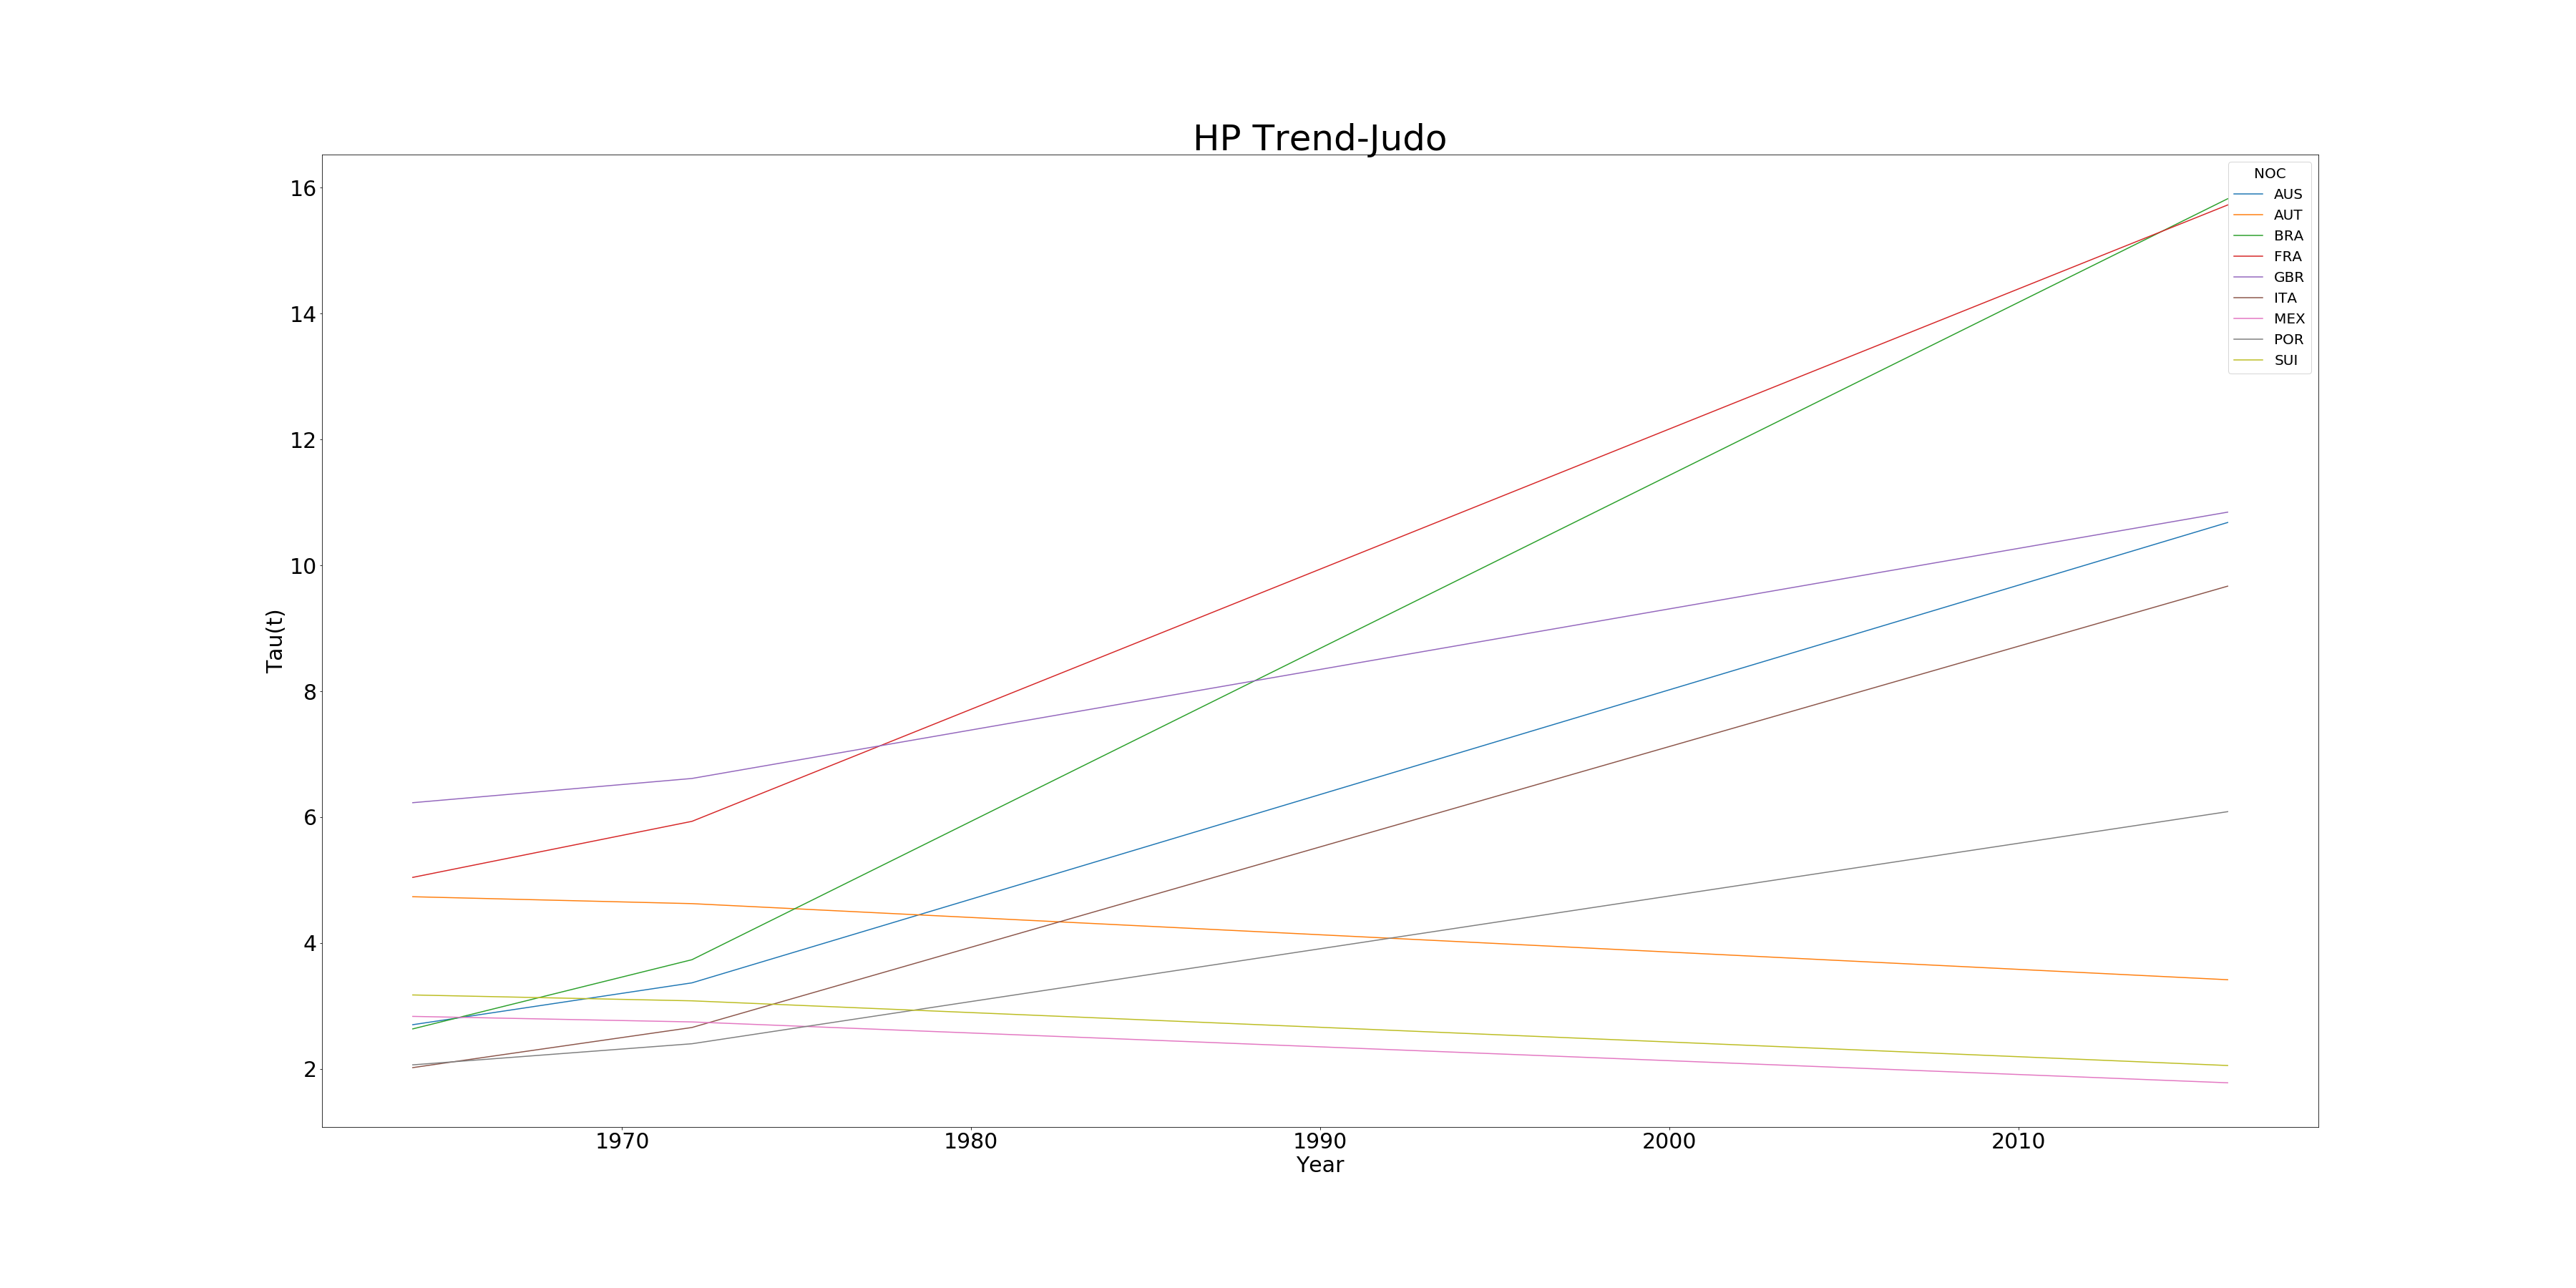 HP Trend-Judo
16
14
12
10
8
6
4
2
Tau(t)
1970
1980
1990
2000
2010
Year
NOC
AUS
AUT
BRA
FRA
GBR
ITA
MEX
POR
SUI